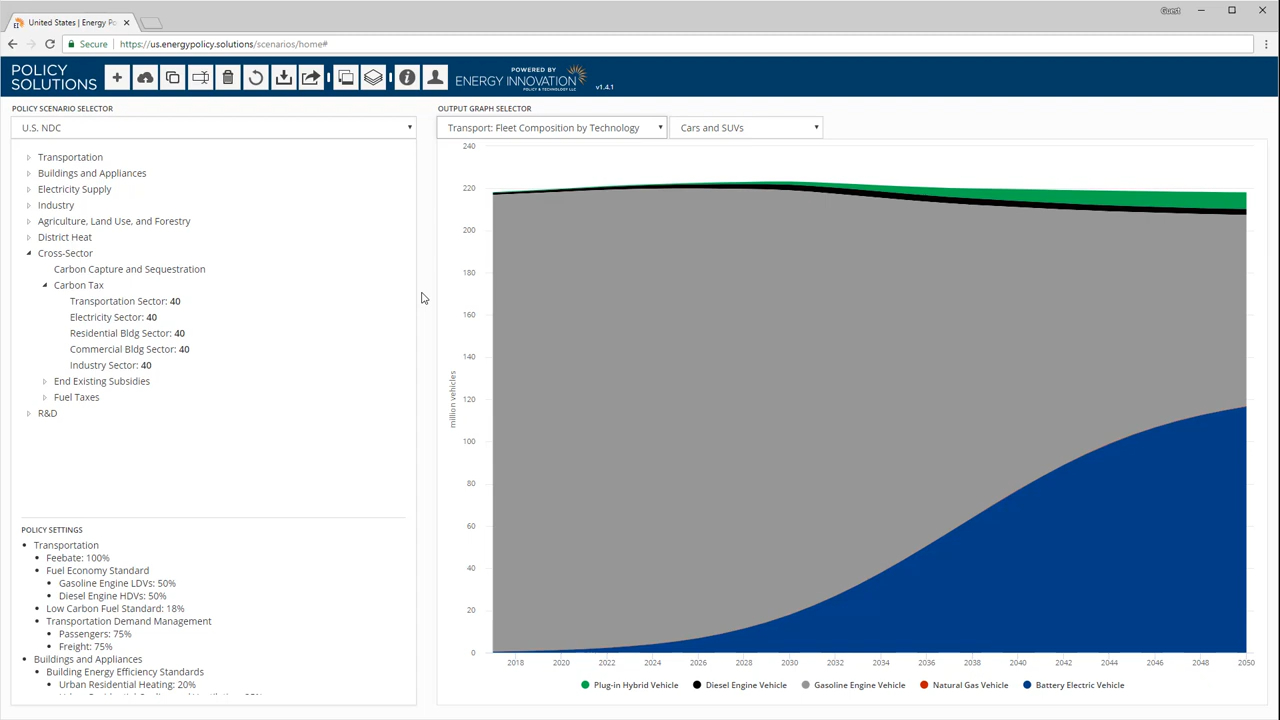 Guest
United States | Energy Po
Secure
https://us.energypolicy.solutions/scenarios/home#
POLICY
SOLUTIONS
POWERED BY
ENERGY INNOVATION
POLICY & TECHNOLOGY LLC
v1.4.1
POLICY SCENARIO SELECTOR
U.S. NDC
Transportation
Buildings and Appliances
Electricity Supply
Industry
Agriculture, Land Use, and Forestry
District Heat
Cross-Sector
Carbon Capture and Sequestration
Carbon Tax
Transportation Sector: 40
Electricity Sector: 40
Residential Bldg Sector: 40
Commercial Bldg Sector: 40
Industry Sector: 40
End Existing Subsidies
Fuel Taxes
R&D
POLICY SETTINGS
Transportation
Feebate: 100%
Fuel Economy Standard
Gasoline Engine LDVs: 50%
Diesel Engine HDVs: 50%
Low Carbon Fuel Standard: 18%
Transportation Demand Management
Passengers: 75%
Freight: 75%
Buildings and Appliances
Building Energy Efficiency Standards
Urban Residential Heating: 20%
OUTPUT GRAPH SELECTOR
Transport: Fleet Composition by Technology
Cars and SUVs
240
220
200
180
160
140
120
100
80
60
40
20
0
million vehicles
2018 2020 2022 2024 2026 2028 2030 2032 2034 2036 2038 2040 2042 2044 2046 2048 2050
Plug-in Hybrid Vehicle Diesel Engine Vehicle Gasoline Engine Vehicle Natural Gas Vehicle Battery Electric Vehicle